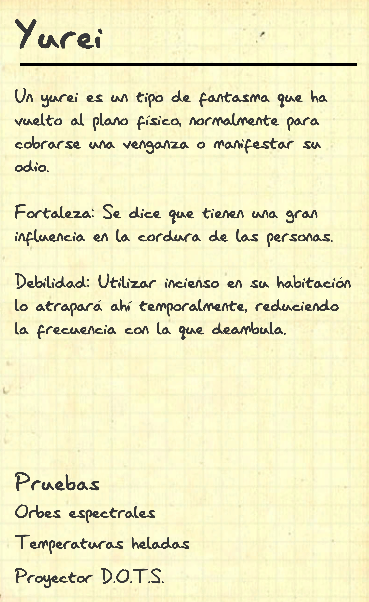 Yurei
Un yurei es un tipo de fantasma que ha
vuelto al plano físico, normalmente para
cobrarse una venganza o manifestar su
odio.
Fortaleza: Se dice que tienen una gran
influencia en la cordura de las personas.
Debilidad: Utilizar incienso en su habitación
lo atrapará ahí temporalmente, reduciendo
la frecuencia con la que deambula.
Pruebas
Orbes espectrales
Temperaturas heladas
Proyector D.O.T.S.